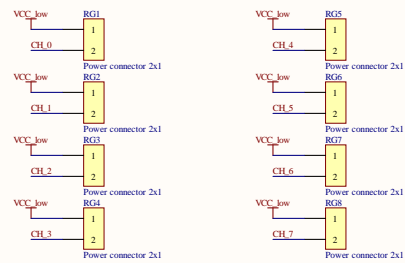 VCC_low RG1
1
CH_0 2
Power connector 2x1
VCC_low RG2
1
CH_1 2
Power connector 2x1
VCC_low RG3
1
CH_2 2
Power connector 2x1
VCC_low RG4
1
CH_3 2
Power connector 2x1
VCC_low RG5
1
CH_4 2
Power connector 2x1
VCC_low RG6
1
CH_5 2
Power connector 2x1
VCC_low RG7
1
CH_6 2
Power connector 2x1
VCC_low RG8
1
CH_7 2
Power connector 2x1